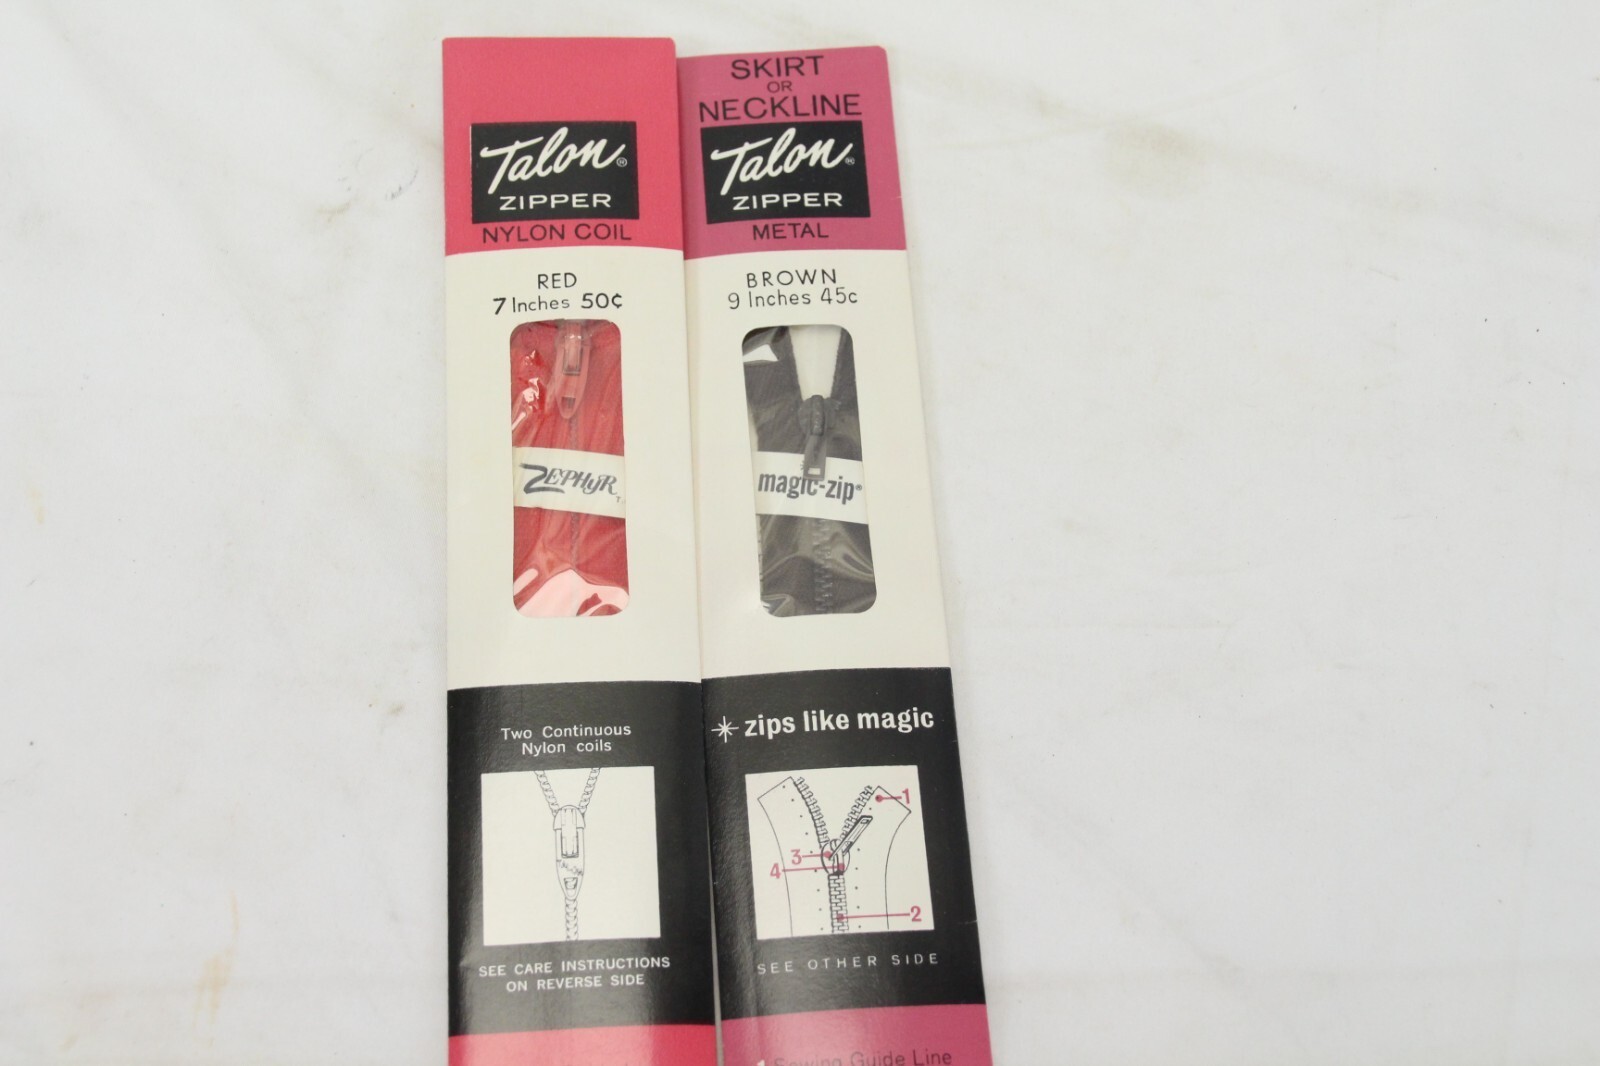 Talon®
ZIPPER
NYLON COIL
RED
7 Inches 50¢
ZEPHYR
Two Continuous
Nylon coils
TALON
SEE CARE INSTRUCTIONS
ON REVERSE SIDE
SKIRT
OR
NECKLINE
Talon®
ZIPPER
METAL
BROWN
9 Inches 45c
magic-zip®
zips like magic
1
3
4
2
SEE OTHER SIDE
1 Sewing Guide Line